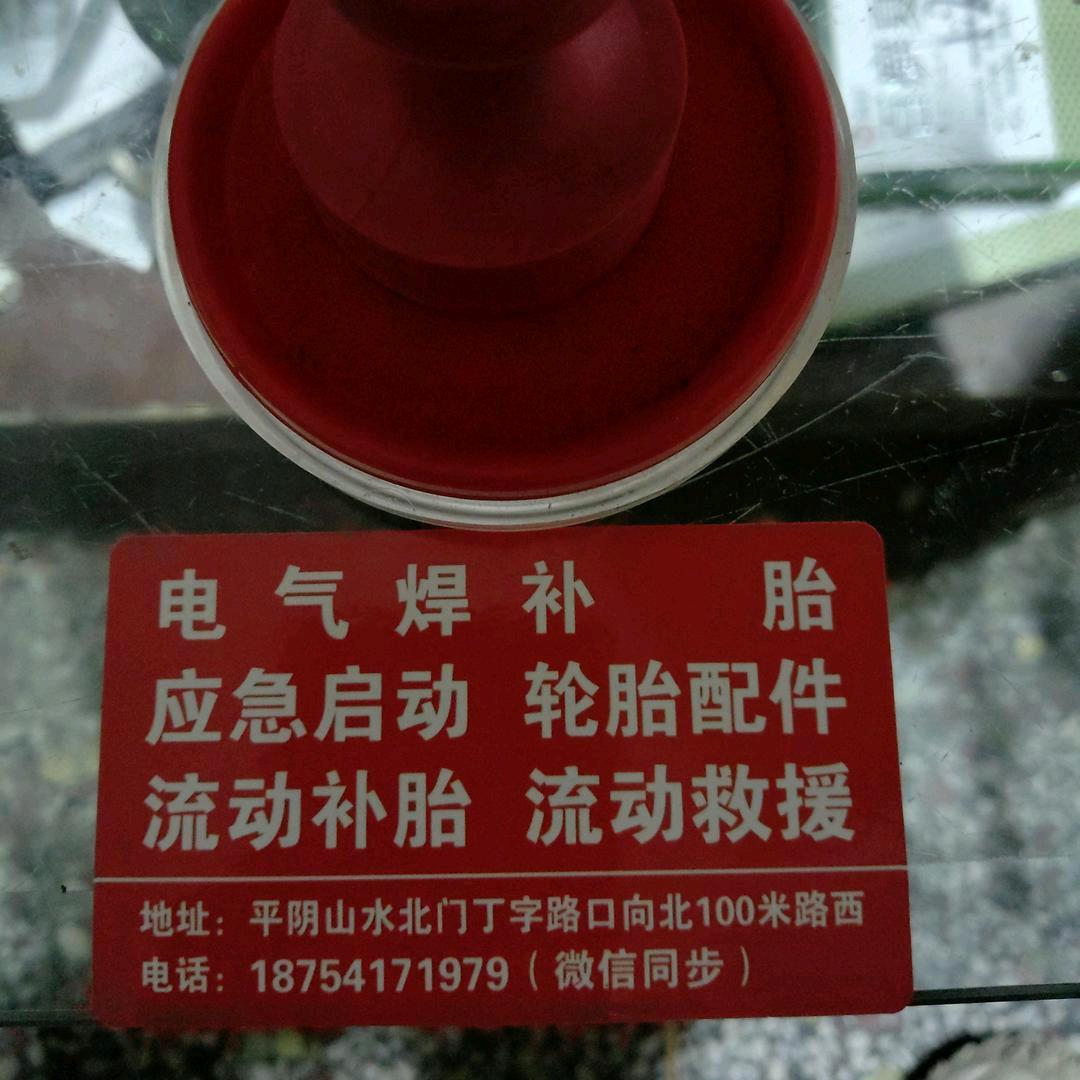 电气焊 补胎
应急启动 轮胎配件
流动补胎 流动救援
地址：平阴山水北门丁字路口向北100米路西
电话：18754171979（微信同步）